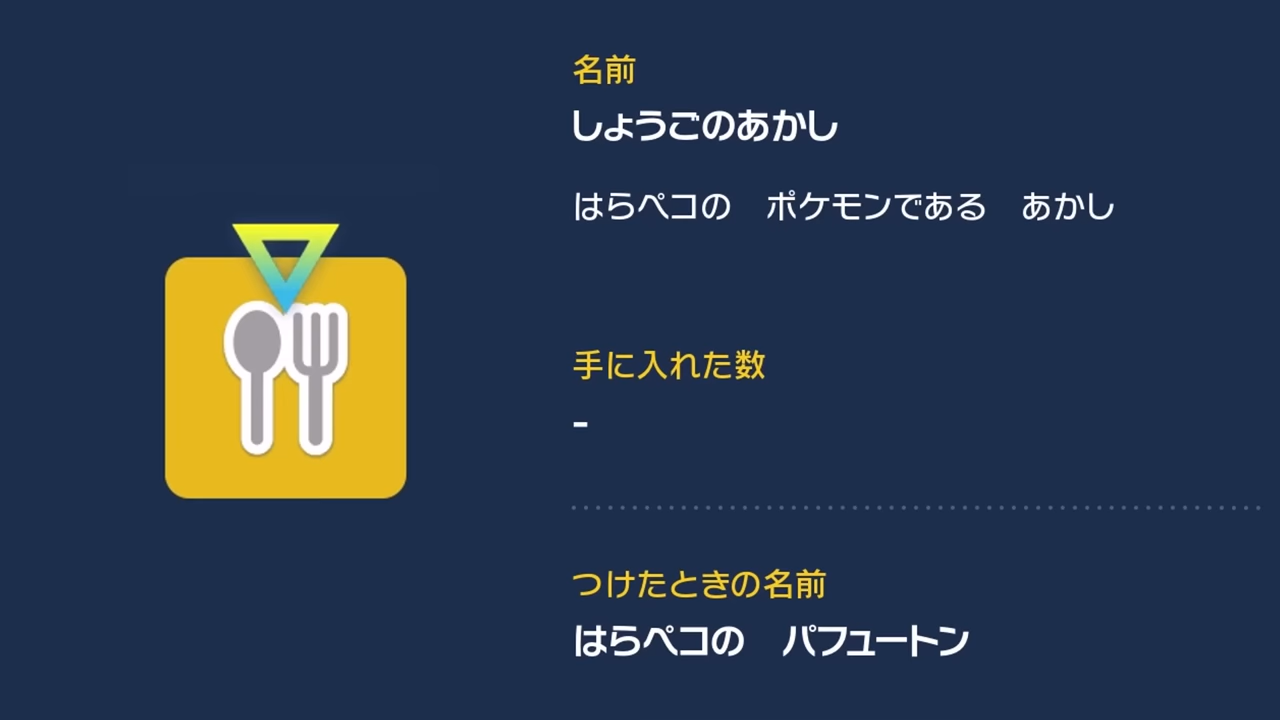 名前
しょうごのあかし
はらペコの　ポケモンである　あかし
手に入れた数
-
つけたときの名前
はらペコの　パフュートン